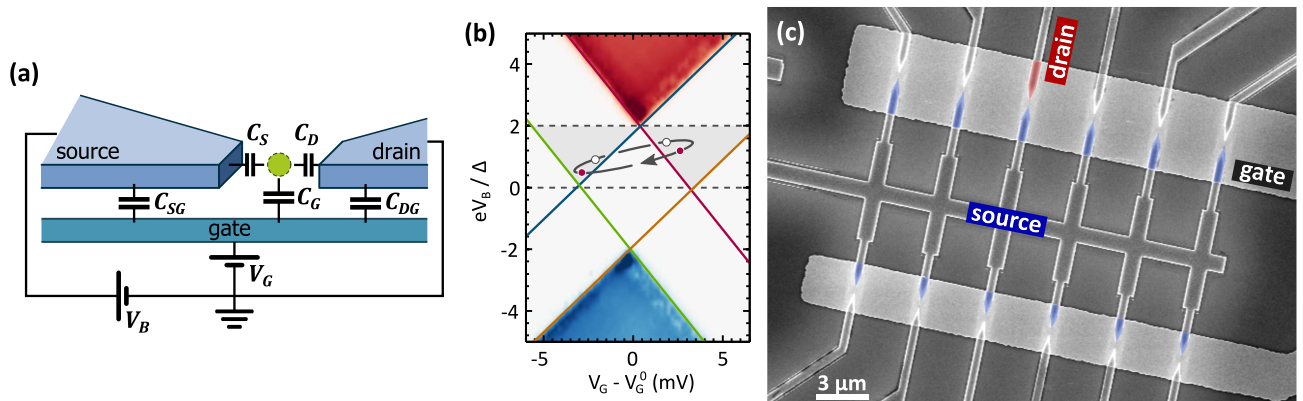 (a)
source
C_S
C_D
drain
C_SG
C_G
C_DG
gate
V_G
V_B
(b)
eV_B / Δ
4
2
0
-2
-4
-5
0
5
V_G - V_G^0 (mV)
(c)
drain
gate
source
3 μm